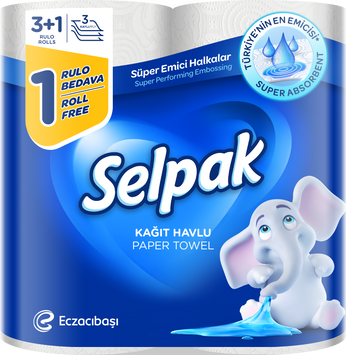 3+1
RULO
ROLLS
3
1 RULO
BEDAVA
ROLL
FREE
Süper Emici Halkalar
Super Performing Embossing
TÜRKİYE'NİN EN EMİCİSİ*
SUPER ABSORBENT
Selpak
KAĞIT HAVLU
PAPER TOWEL
Eczacıbaşı